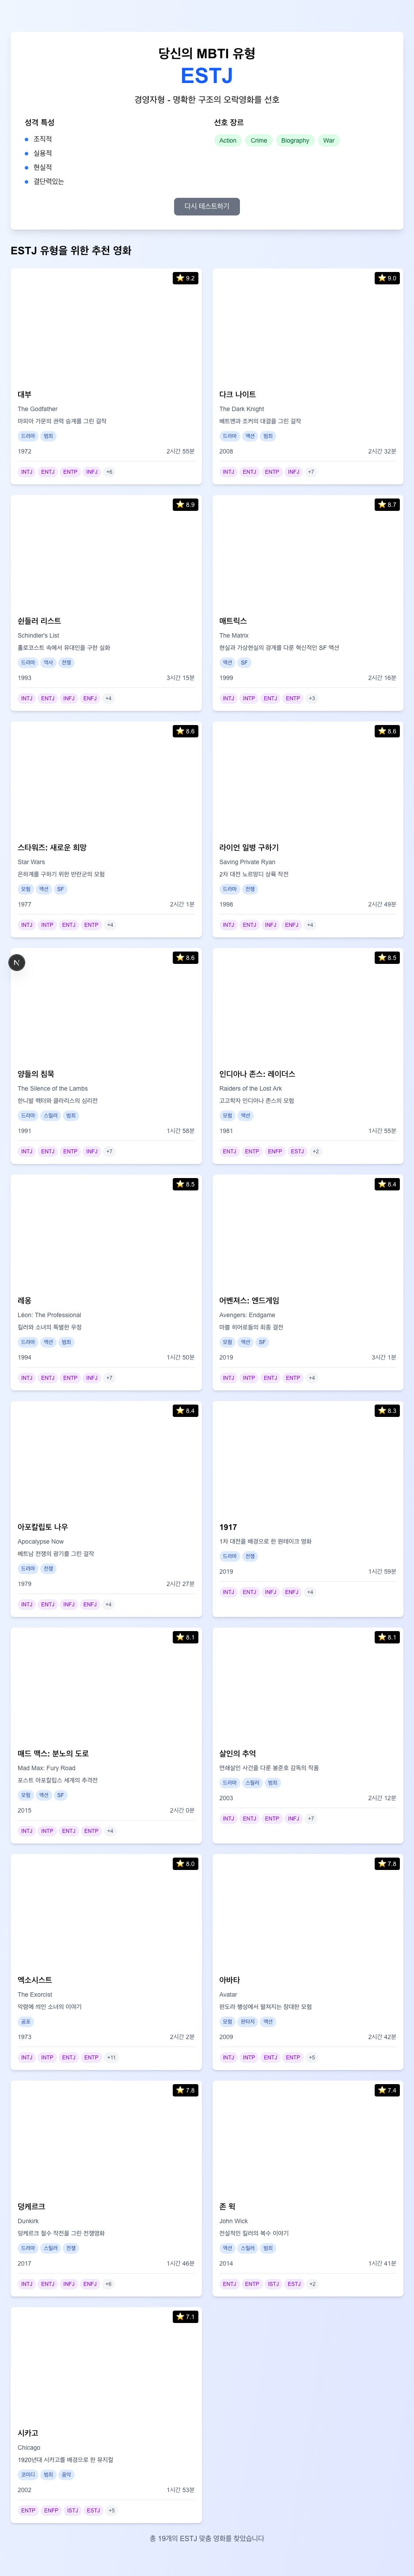 당신의 MBTI 유형
ESTJ
경영자형 - 명확한 구조의 오락영화를 선호
성격 특성
조직적
실용적
현실적
결단력있는
선호 장르
Action Crime Biography War
다시 테스트하기
ESTJ 유형을 위한 추천 영화
⭐ 9.2
대부
The Godfather
마피아 가문의 권력 승계를 그린 걸작
드라마 범죄
1972 2시간 55분
INTJ ENTJ ENTP INFJ +6
⭐ 9.0
다크 나이트
The Dark Knight
배트맨과 조커의 대결을 그린 걸작
드라마 액션 범죄
2008 2시간 32분
INTJ ENTJ ENTP INFJ +7
⭐ 8.9
쉰들러 리스트
Schindler's List
홀로코스트 속에서 유대인을 구한 실화
드라마 역사 전쟁
1993 3시간 15분
INTJ ENTJ INFJ ENFJ +4
⭐ 8.7
매트릭스
The Matrix
현실과 가상현실의 경계를 다룬 혁신적인 SF 액션
액션 SF
1999 2시간 16분
INTJ INTP ENTJ ENTP +3
⭐ 8.6
스타워즈: 새로운 희망
Star Wars
은하계를 구하기 위한 반란군의 모험
모험 액션 SF
1977 2시간 1분
INTJ INTP ENTJ ENTP +4
⭐ 8.6
라이언 일병 구하기
Saving Private Ryan
2차 대전 노르망디 상륙 작전
드라마 전쟁
1998 2시간 49분
INTJ ENTJ INFJ ENFJ +4
N
⭐ 8.6
양들의 침묵
The Silence of the Lambs
한니발 렉터와 클라리스의 심리전
드라마 스릴러 범죄
1991 1시간 58분
INTJ ENTJ ENTP INFJ +7
⭐ 8.5
인디아나 존스: 레이더스
Raiders of the Lost Ark
고고학자 인디아나 존스의 모험
모험 액션
1981 1시간 55분
ENTJ ENTP ENFP ESTJ +2
⭐ 8.5
레옹
Léon: The Professional
킬러와 소녀의 특별한 우정
드라마 액션 범죄
1994 1시간 50분
INTJ ENTJ ENTP INFJ +7
⭐ 8.4
어벤져스: 엔드게임
Avengers: Endgame
마블 히어로들의 최종 결전
모험 액션 SF
2019 3시간 1분
INTJ INTP ENTJ ENTP +4
⭐ 8.4
아포칼립토 나우
Apocalypse Now
베트남 전쟁의 광기를 그린 걸작
드라마 전쟁
1979 2시간 27분
INTJ ENTJ INFJ ENFJ +4
⭐ 8.3
1917
1차 대전을 배경으로 한 원테이크 영화
드라마 전쟁
2019 1시간 59분
INTJ ENTJ INFJ ENFJ +4
⭐ 8.1
매드 맥스: 분노의 도로
Mad Max: Fury Road
포스트 아포칼립스 세계의 추격전
모험 액션 SF
2015 2시간 0분
INTJ INTP ENTJ ENTP +4
⭐ 8.1
살인의 추억
연쇄살인 사건을 다룬 봉준호 감독의 작품
드라마 스릴러 범죄
2003 2시간 12분
INTJ ENTJ ENTP INFJ +7
⭐ 8.0
엑소시스트
The Exorcist
악령에 씌인 소녀의 이야기
공포
1973 2시간 2분
INTJ INTP ENTJ ENTP +11
⭐ 7.8
아바타
Avatar
판도라 행성에서 펼쳐지는 장대한 모험
모험 판타지 액션
2009 2시간 42분
INTJ INTP ENTJ ENTP +5
⭐ 7.8
덩케르크
Dunkirk
덩케르크 철수 작전을 그린 전쟁영화
드라마 스릴러 전쟁
2017 1시간 46분
INTJ ENTJ INFJ ENFJ +6
⭐ 7.4
존 윅
John Wick
전설적인 킬러의 복수 이야기
액션 스릴러 범죄
2014 1시간 41분
ENTJ ENTP ISTJ ESTJ +2
⭐ 7.1
시카고
Chicago
1920년대 시카고를 배경으로 한 뮤지컬
코미디 범죄 음악
2002 1시간 53분
ENTP ENFP ISTJ ESTJ +5
총 19개의 ESTJ 맞춤 영화를 찾았습니다